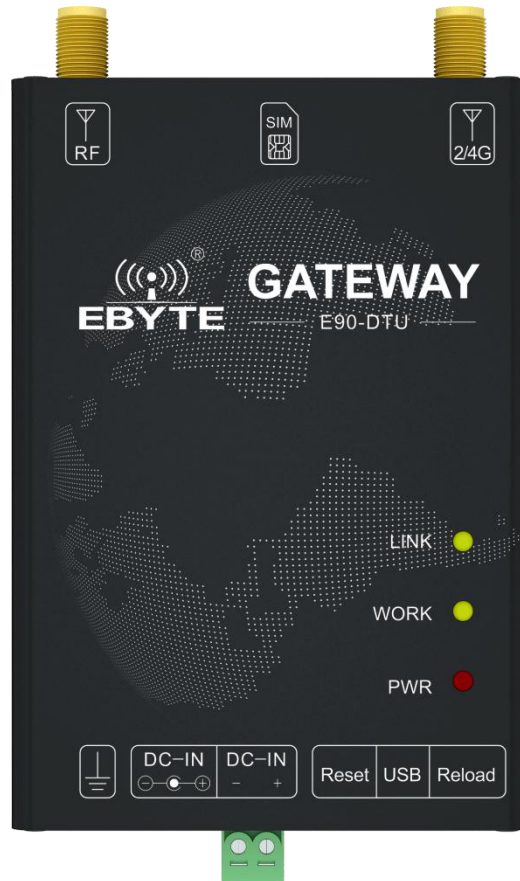 RF
SIM
2/4G
EBYTE ®
GATEWAY
E90-DTU
LINK
WORK
PWR
DC-IN DC-IN
- + - +
Reset USB Reload